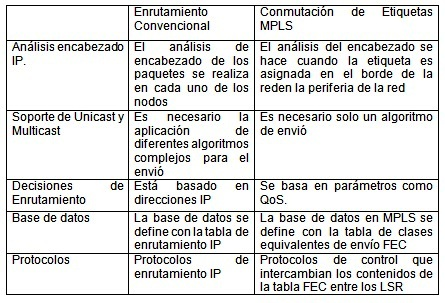 Enrutamiento Convencional
Conmutación de Etiquetas MPLS
Análisis encabezado IP.
El análisis de encabezado de los paquetes se realiza en cada uno de los nodos
El análisis del encabezado se hace cuando la etiqueta es asignada en el borde de la reden la periferia de la red
Soporte de Unicast y Multicast
Es necesario la aplicación de diferentes algoritmos complejos para el envió
Es necesario solo un algoritmo de envió
Decisiones de Enrutamiento
Está basado en direcciones IP
Se basa en parámetros como QoS.
Base de datos
La base de datos se define con la tabla de enrutamiento IP
La base de datos en MPLS se define con la tabla de clases equivalentes de envío FEC
Protocolos
Protocolos de enrutamiento IP
Protocolos de control que intercambian los contenidos de la tabla FEC entre los LSR